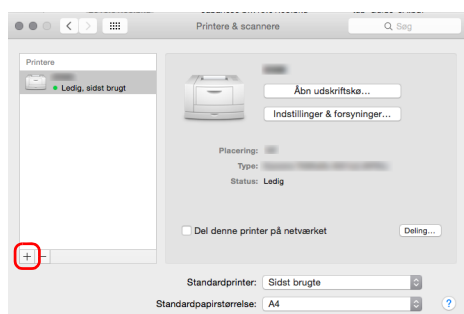 Printere & scannere
Søg
Printere
Ledig, sidst brugt
Åbn udskriftskø...
Indstillinger & forsyninger...
Placering:
Type:
Status: Ledig
Del denne printer på netværket
Deling...
+ −
Standardprinter: Sidst brugte
Standardpapirstørrelse: A4
?